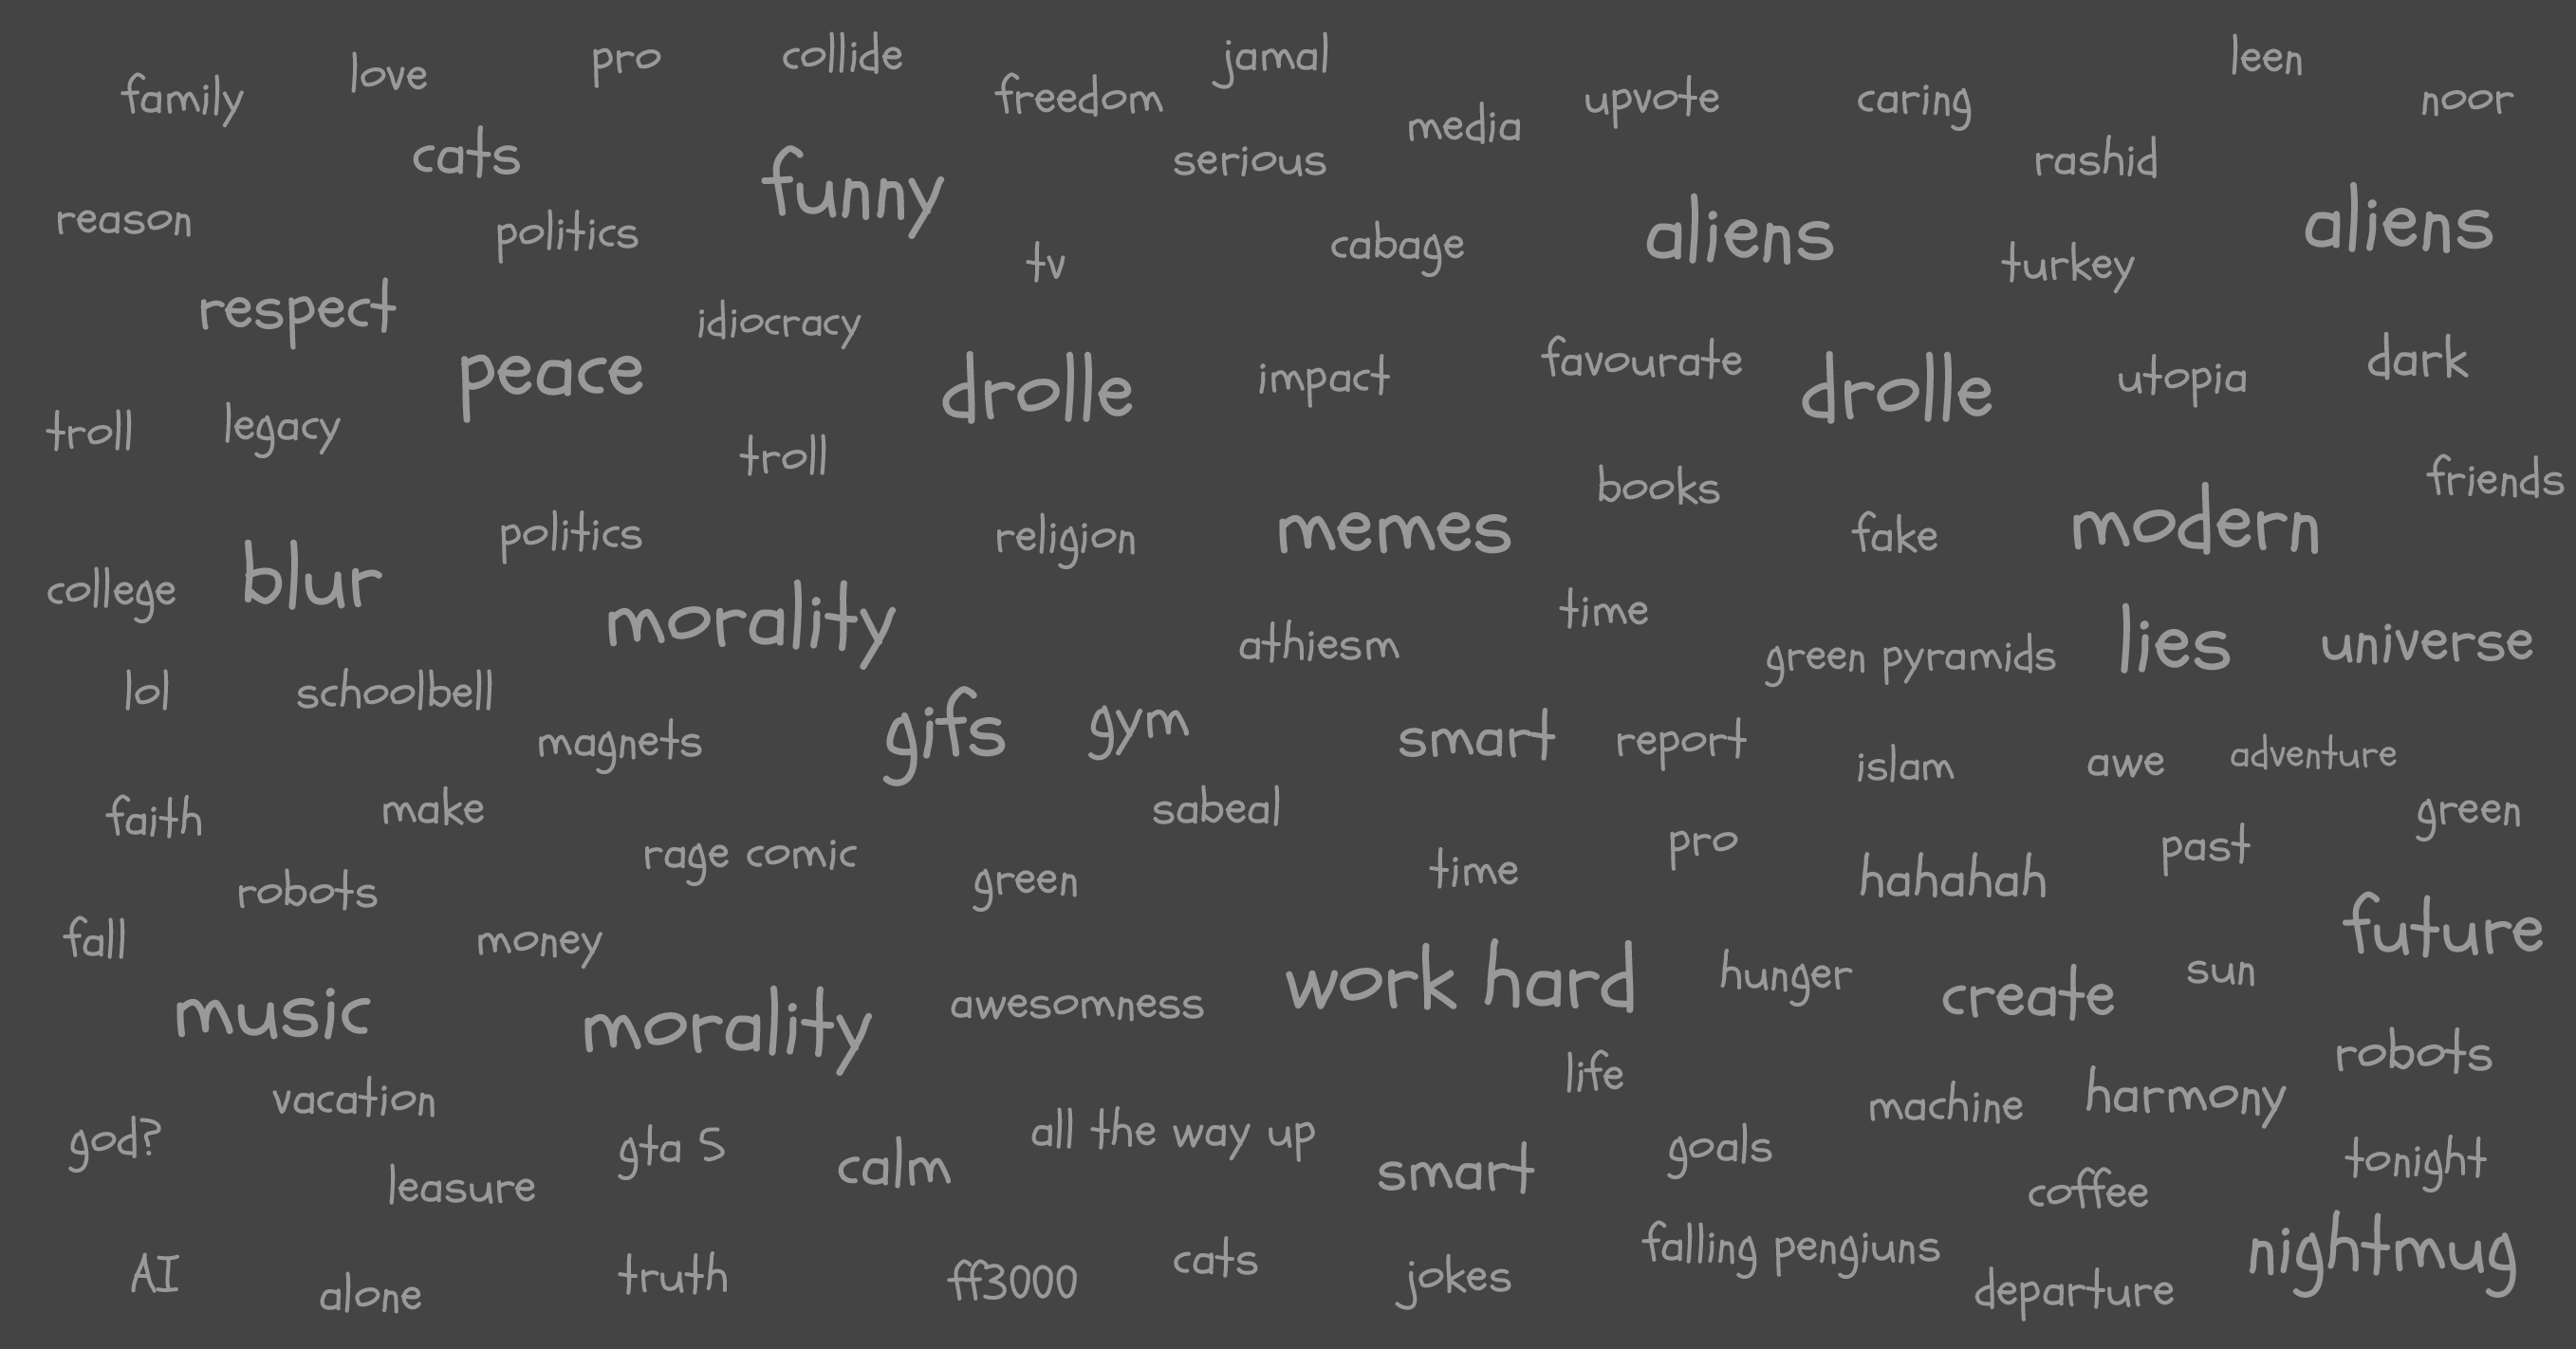 family
love
pro
collide
freedom
jamal
media
upvote
caring
leen
noor
cats
funny
serious
rashid
reason
politics
tv
cabage
aliens
turkey
aliens
respect
idiocracy
peace
drolle
impact
favourate
drolle
utopia
dark
troll
legacy
troll
books
friends
politics
religion
memes
fake
modern
college
blur
morality
athiesm
time
green pyramids
lies
universe
lol
schoolbell
magnets
gifs
gym
smart
report
islam
awe
adventure
faith
make
rage comic
sabeal
green
time
pro
hahahah
past
green
robots
fall
money
future
music
morality
awesomness
work hard
hunger
create
sun
vacation
life
machine
harmony
robots
god?
leasure
gta 5
calm
all the way up
smart
goals
coffee
tonight
AI
alone
truth
ff3000
cats
jokes
falling pengiuns
departure
nightmug